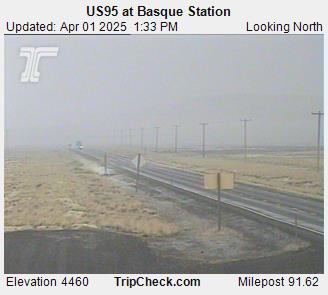 US95 at Basque Station
Updated: Apr 01 2025 1:33 PM Looking North
Elevation 4460 TripCheck.com Milepost 91.62